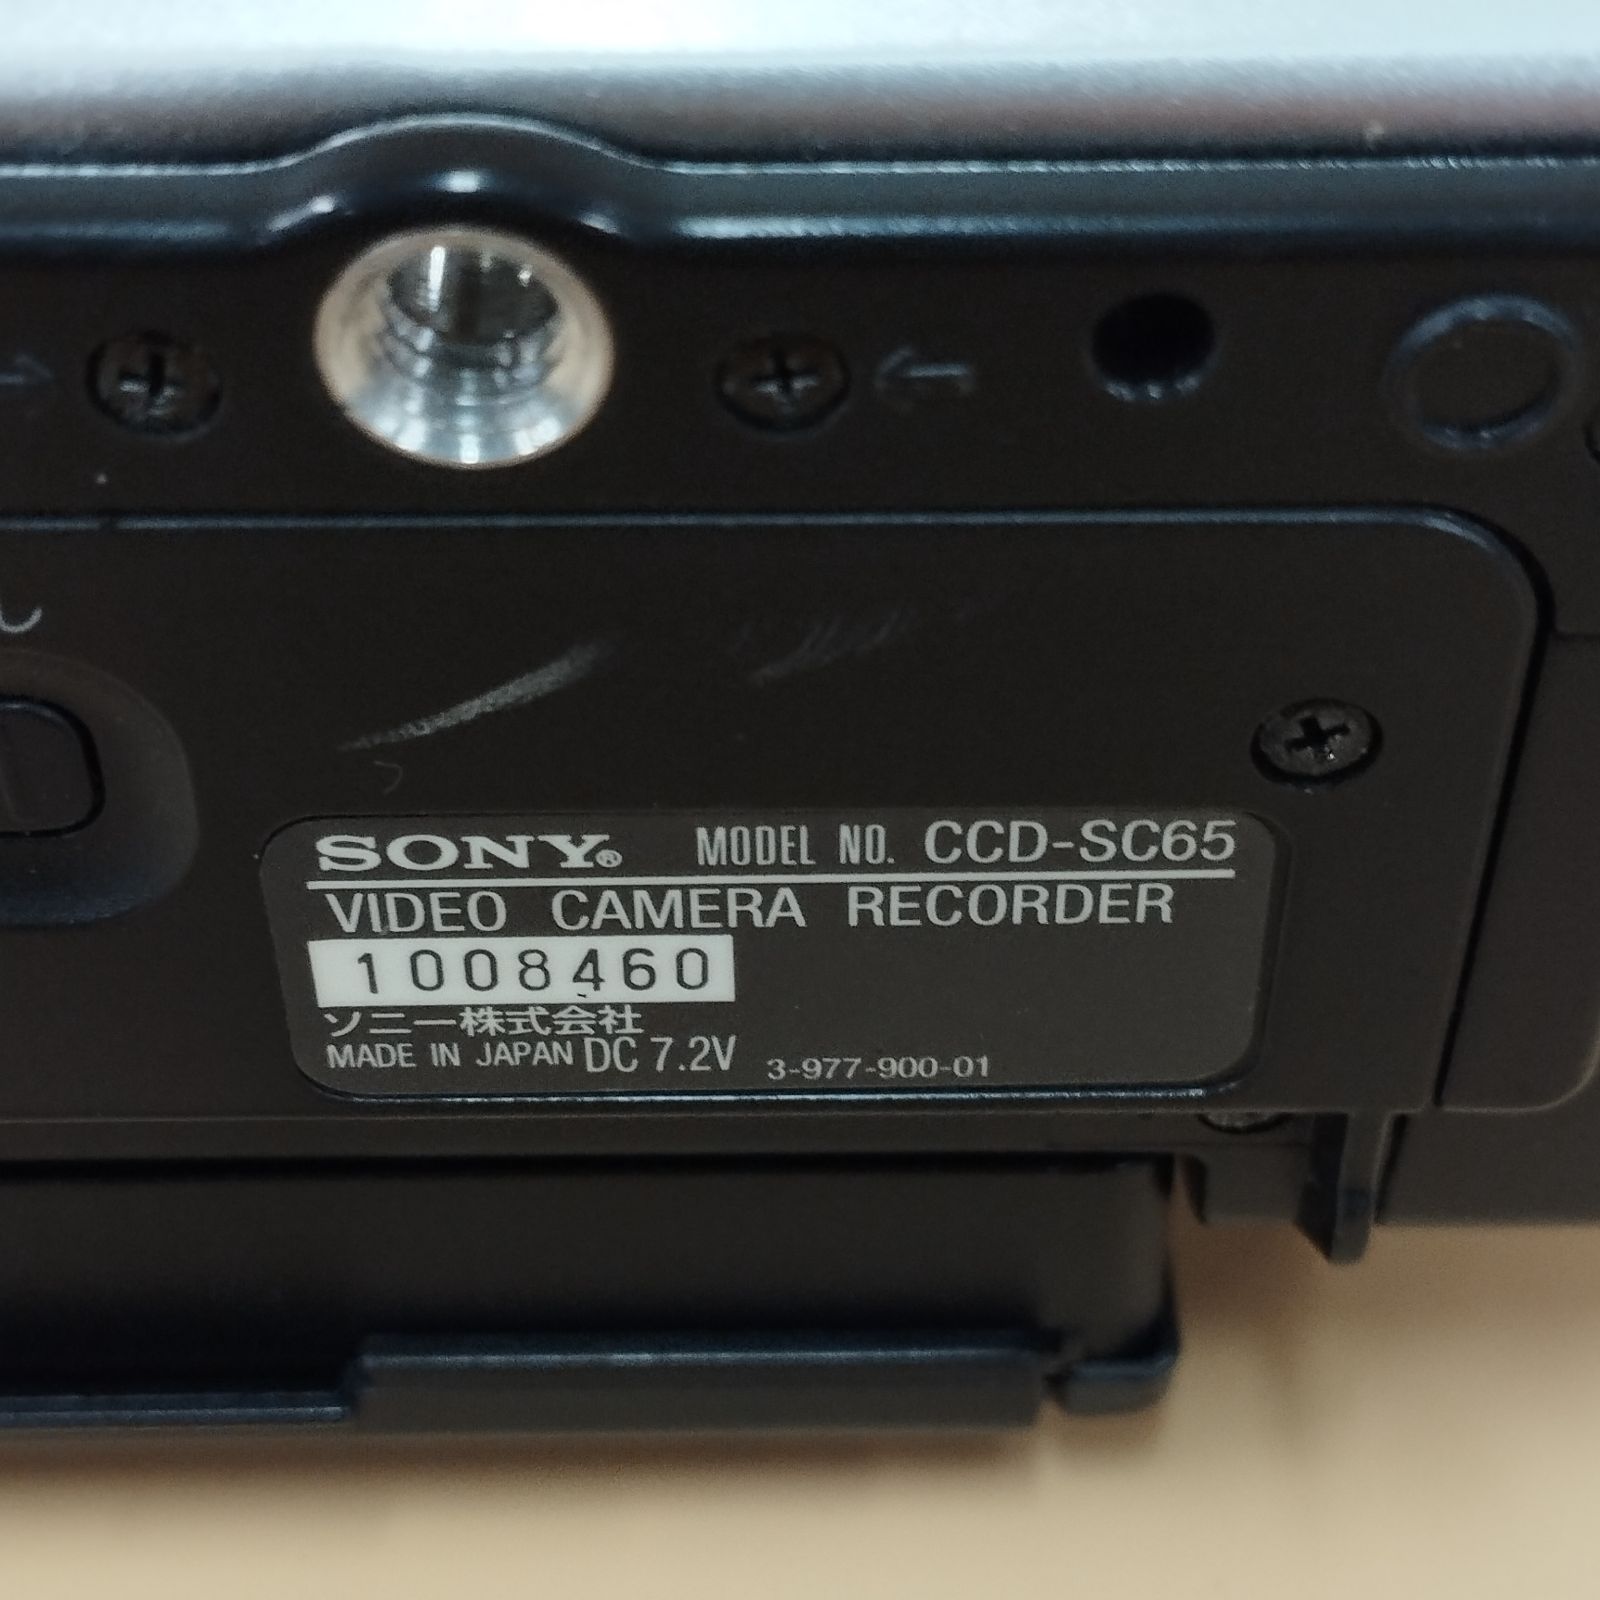 SONY® MODEL NO. CCD-SC65
VIDEO CAMERA RECORDER
1008460
ソニー株式会社
MADE IN JAPAN DC 7.2V 3-977-900-01